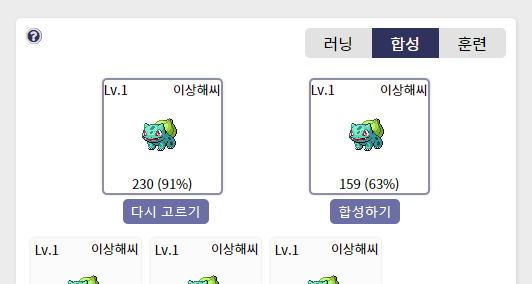 ?
러닝 합성 훈련
Lv.1 이상해씨 Lv.1 이상해씨
230 (91%) 159 (63%)
다시 고르기 합성하기
Lv.1 이상해씨 Lv.1 이상해씨 Lv.1 이상해씨